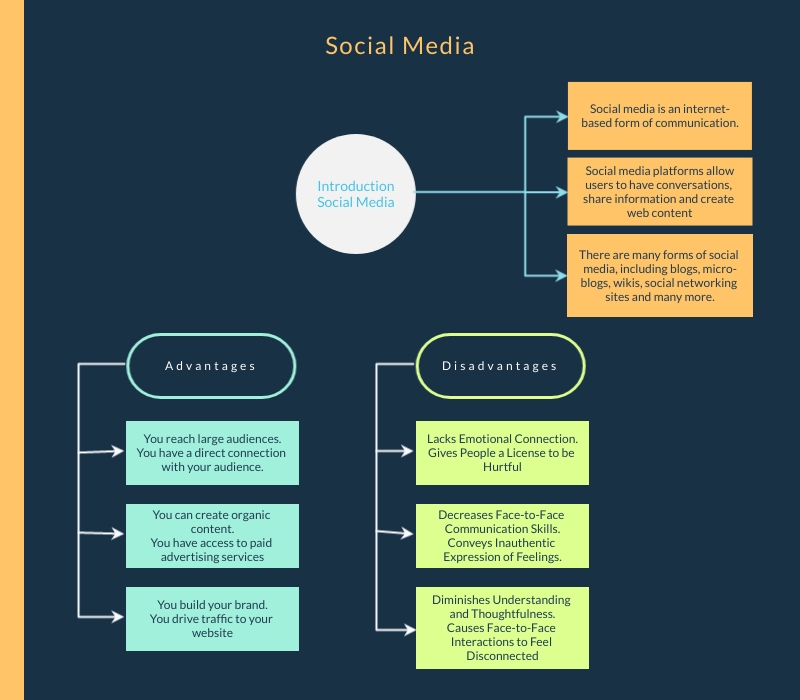 Social Media
Social media is an internet-
based form of communication.
Introduction
Social Media
Social media platforms allow
users to have conversations,
share information and create
web content
There are many forms of social
media, including blogs, micro-
blogs, wikis, social networking
sites and many more.
Advantages
You reach large audiences.
You have a direct connection
with your audience.
You can create organic
content.
You have access to paid
advertising services
You build your brand.
You drive traffic to your
website
Disadvantages
Lacks Emotional Connection.
Gives People a License to be
Hurtful
Decreases Face-to-Face
Communication Skills.
Conveys Inauthentic
Expression of Feelings.
Diminishes Understanding
and Thoughtfulness.
Causes Face-to-Face
Interactions to Feel
Disconnected